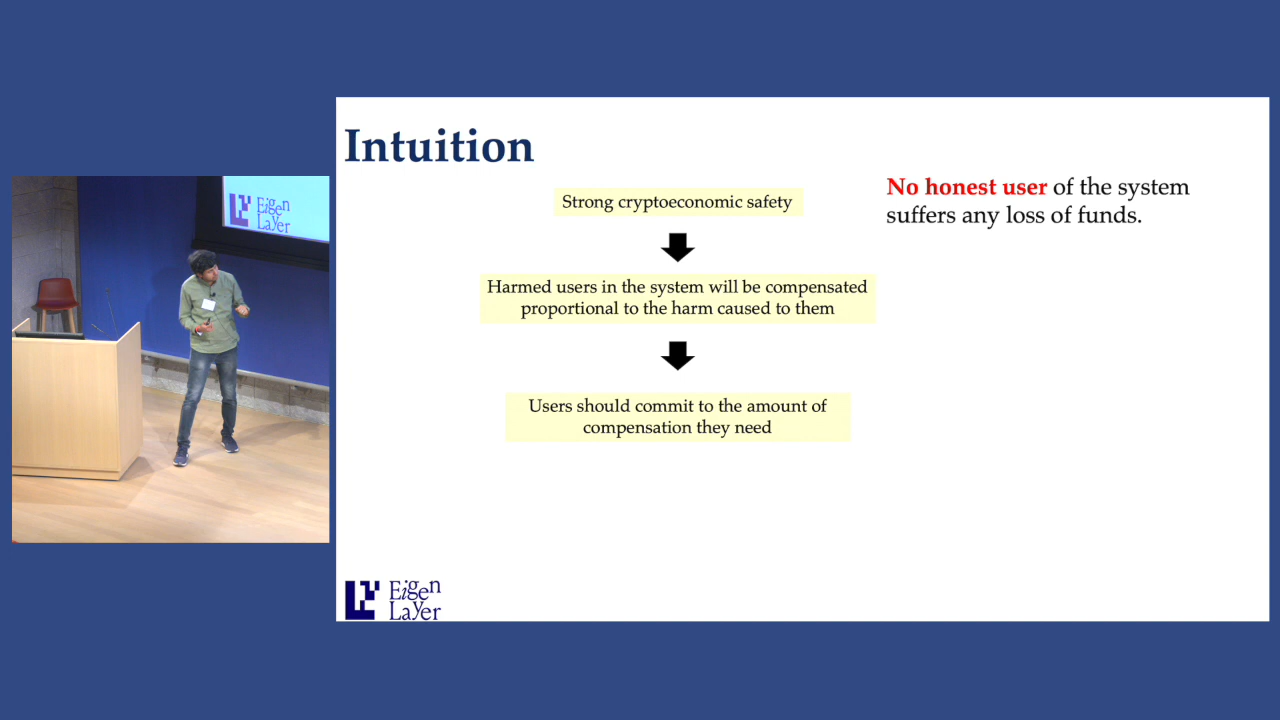 Intuition
Strong cryptoeconomic safety
Harmed users in the system will be compensated
proportional to the harm caused to them
Users should commit to the amount of
compensation they need
No honest user of the system
suffers any loss of funds.
EigEn
LaYer
EigEn
LaYer